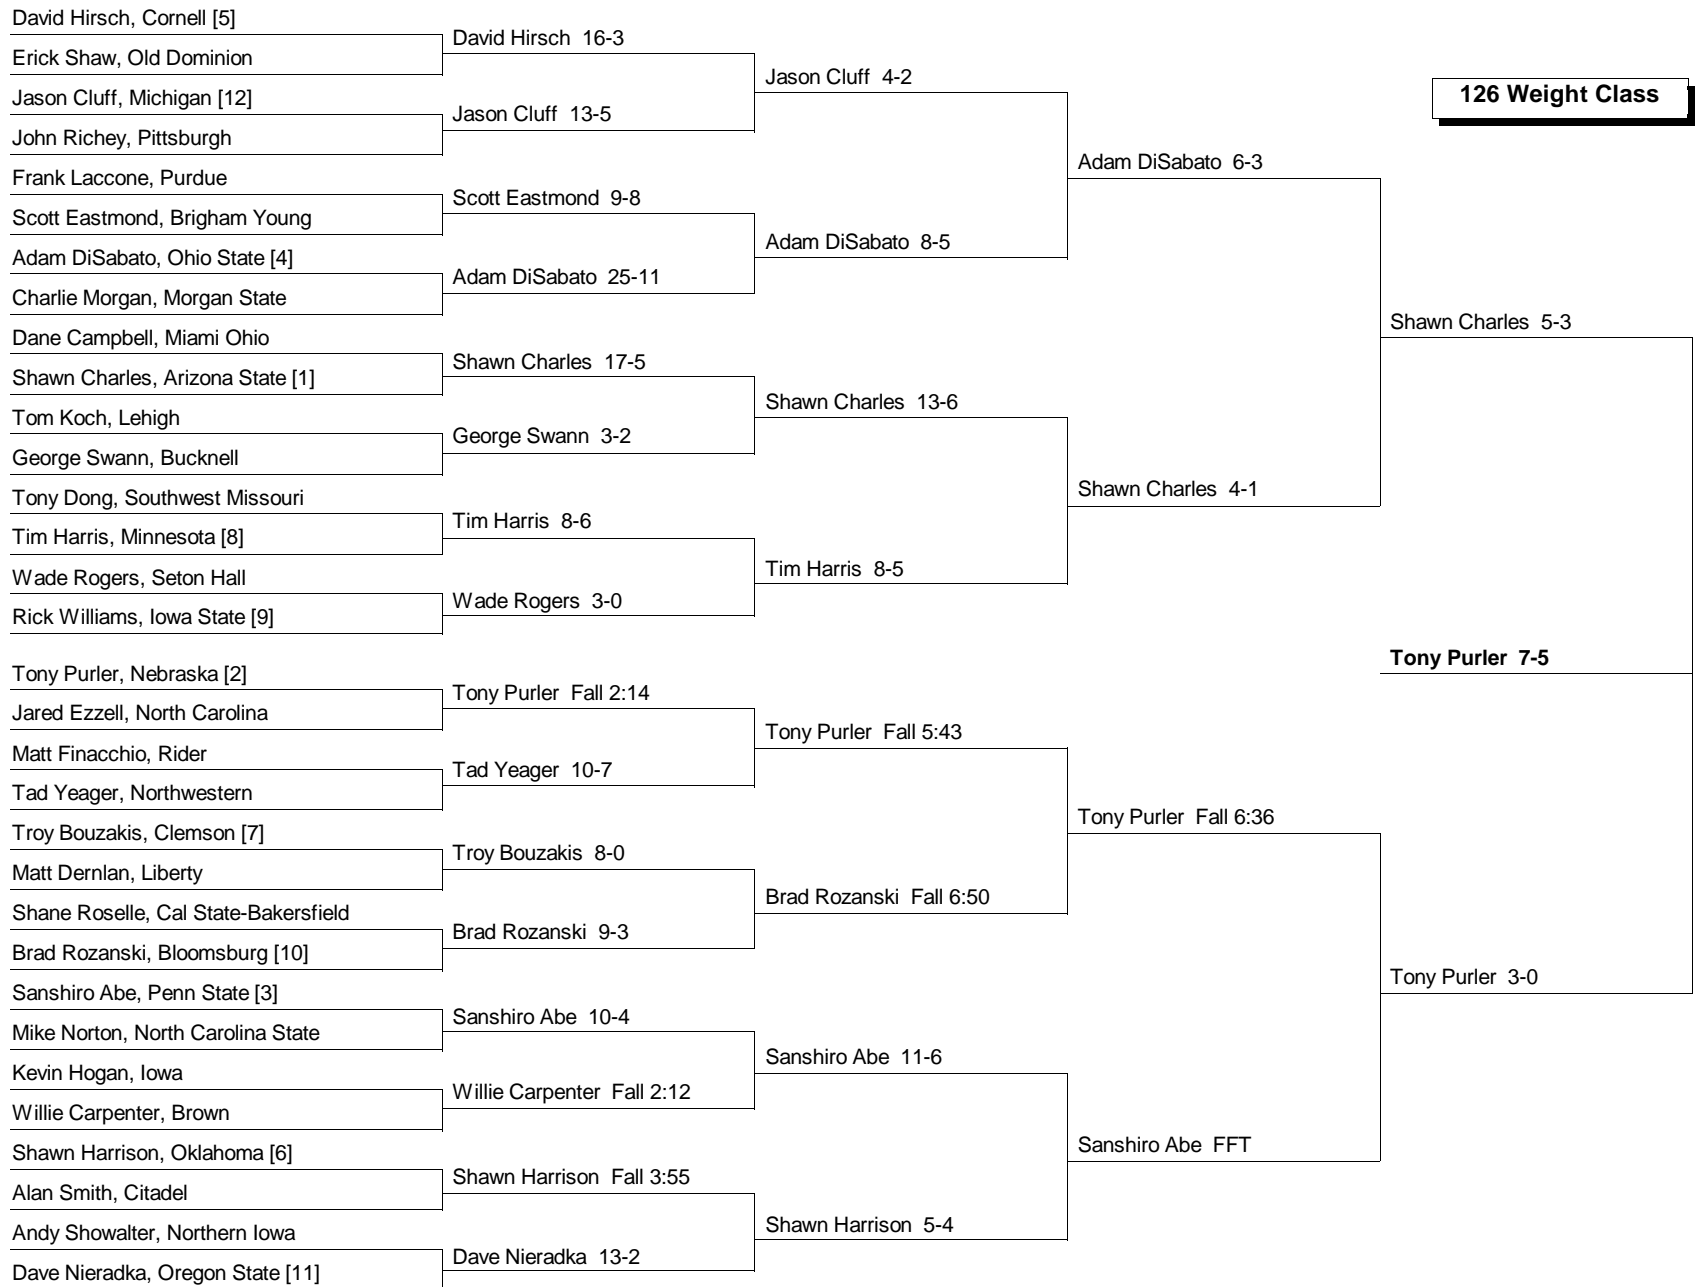 126 Weight Class
David Hirsch, Cornell [5]
Erick Shaw, Old Dominion
Jason Cluff, Michigan [12]
John Richey, Pittsburgh
Frank Laccone, Purdue
Scott Eastmond, Brigham Young
Adam DiSabato, Ohio State [4]
Charlie Morgan, Morgan State
Dane Campbell, Miami Ohio
Shawn Charles, Arizona State [1]
Tom Koch, Lehigh
George Swann, Bucknell
Tony Dong, Southwest Missouri
Tim Harris, Minnesota [8]
Wade Rogers, Seton Hall
Rick Williams, Iowa State [9]
Tony Purler, Nebraska [2]
Jared Ezzell, North Carolina
Matt Finacchio, Rider
Tad Yeager, Northwestern
Troy Bouzakis, Clemson [7]
Matt Dernlan, Liberty
Shane Roselle, Cal State-Bakersfield
Brad Rozanski, Bloomsburg [10]
Sanshiro Abe, Penn State [3]
Mike Norton, North Carolina State
Kevin Hogan, Iowa
Willie Carpenter, Brown
Shawn Harrison, Oklahoma [6]
Alan Smith, Citadel
Andy Showalter, Northern Iowa
Dave Nieradka, Oregon State [11]
David Hirsch 16-3
Jason Cluff 13-5
Scott Eastmond 9-8
Adam DiSabato 25-11
Shawn Charles 17-5
George Swann 3-2
Tim Harris 8-6
Wade Rogers 3-0
Tony Purler Fall 2:14
Tad Yeager 10-7
Troy Bouzakis 8-0
Brad Rozanski 9-3
Sanshiro Abe 10-4
Willie Carpenter Fall 2:12
Shawn Harrison Fall 3:55
Dave Nieradka 13-2
Jason Cluff 4-2
Adam DiSabato 8-5
Shawn Charles 13-6
Tim Harris 8-5
Tony Purler Fall 5:43
Brad Rozanski Fall 6:50
Sanshiro Abe 11-6
Shawn Harrison 5-4
Adam DiSabato 6-3
Shawn Charles 4-1
Tony Purler Fall 6:36
Sanshiro Abe FFT
Shawn Charles 5-3
Tony Purler 3-0
Tony Purler 7-5